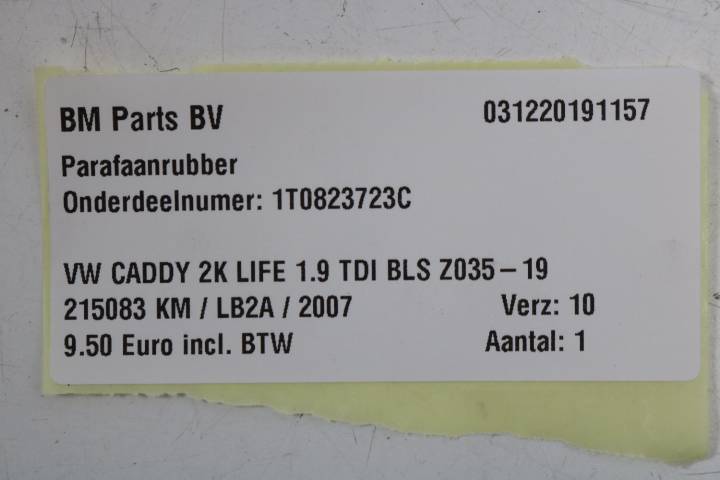 BM Parts BV 031220191157
Parafaanrubber
Onderdeelnumer: 1T0823723C
VW CADDY 2K LIFE 1.9 TDI BLS Z035-19
215083 KM / LB2A / 2007 Verz: 10
9.50 Euro incl. BTW Aantal: 1